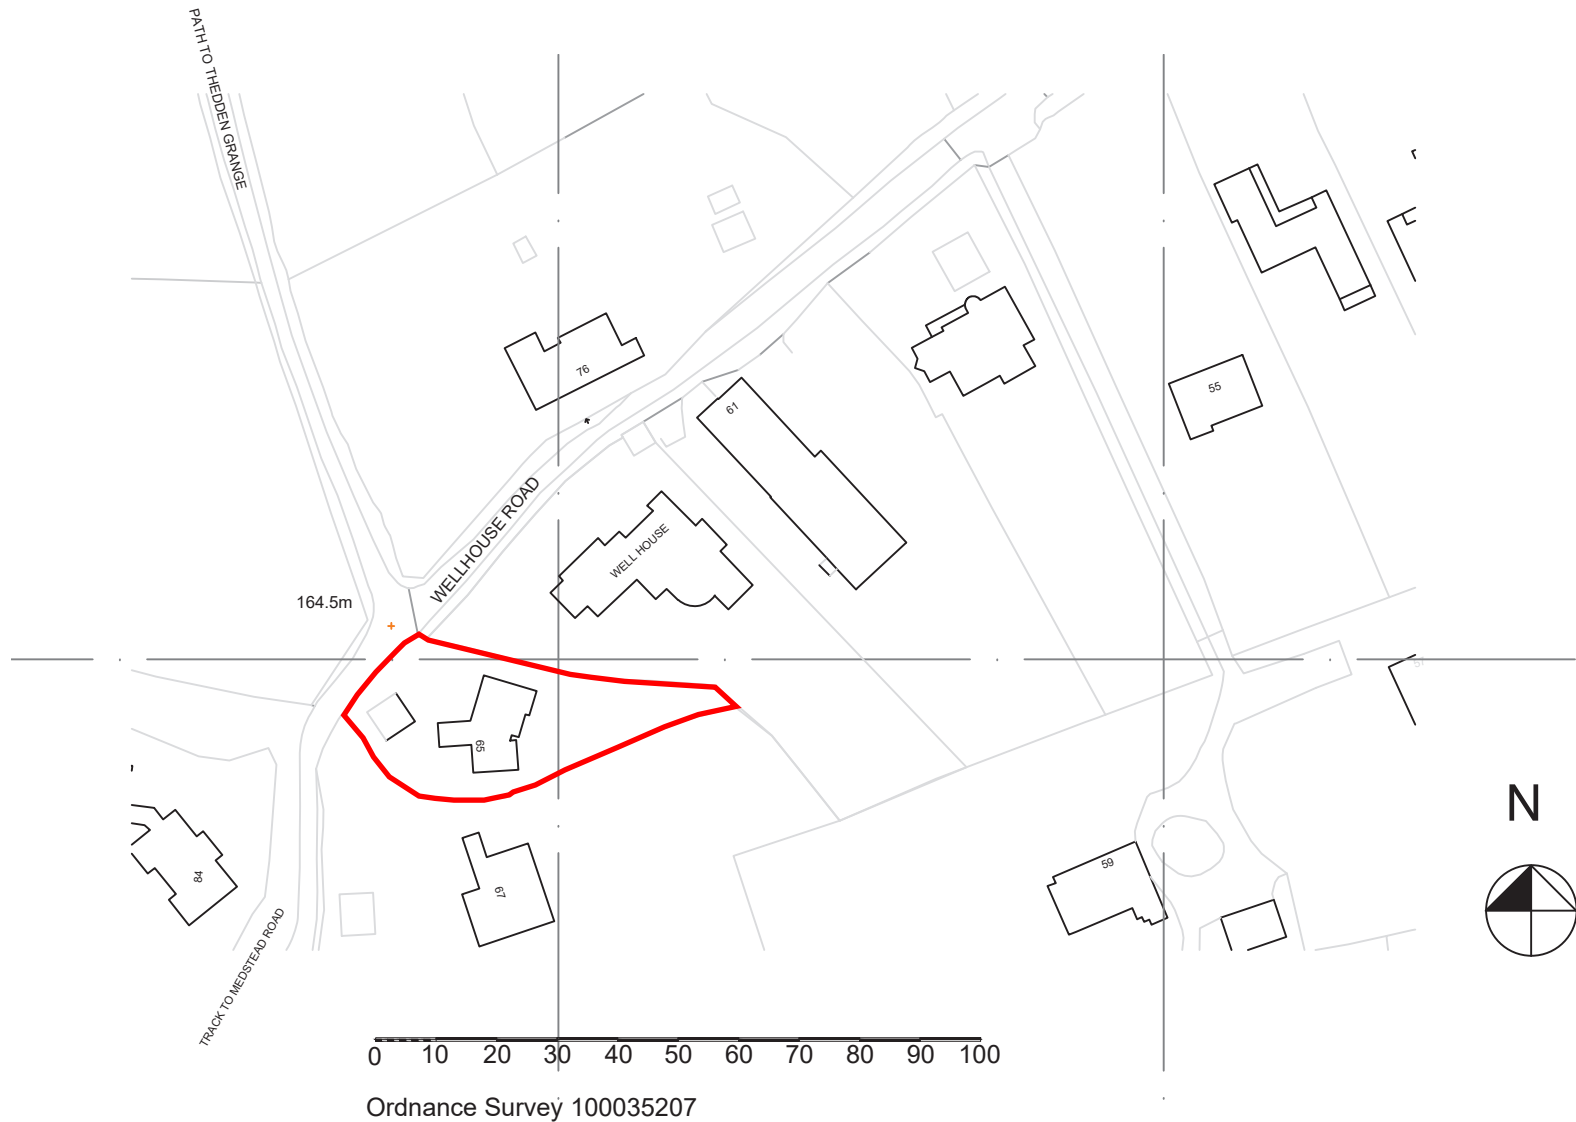 PATH TO THEDDEN GRANGE
76
61
55
WELLHOUSE ROAD
WELL HOUSE
164.5m
57
65
N
59
84
67
TRACK TO MEDSTEAD ROAD
0 10 20 30 40 50 60 70 80 90 100
Ordnance Survey 100035207